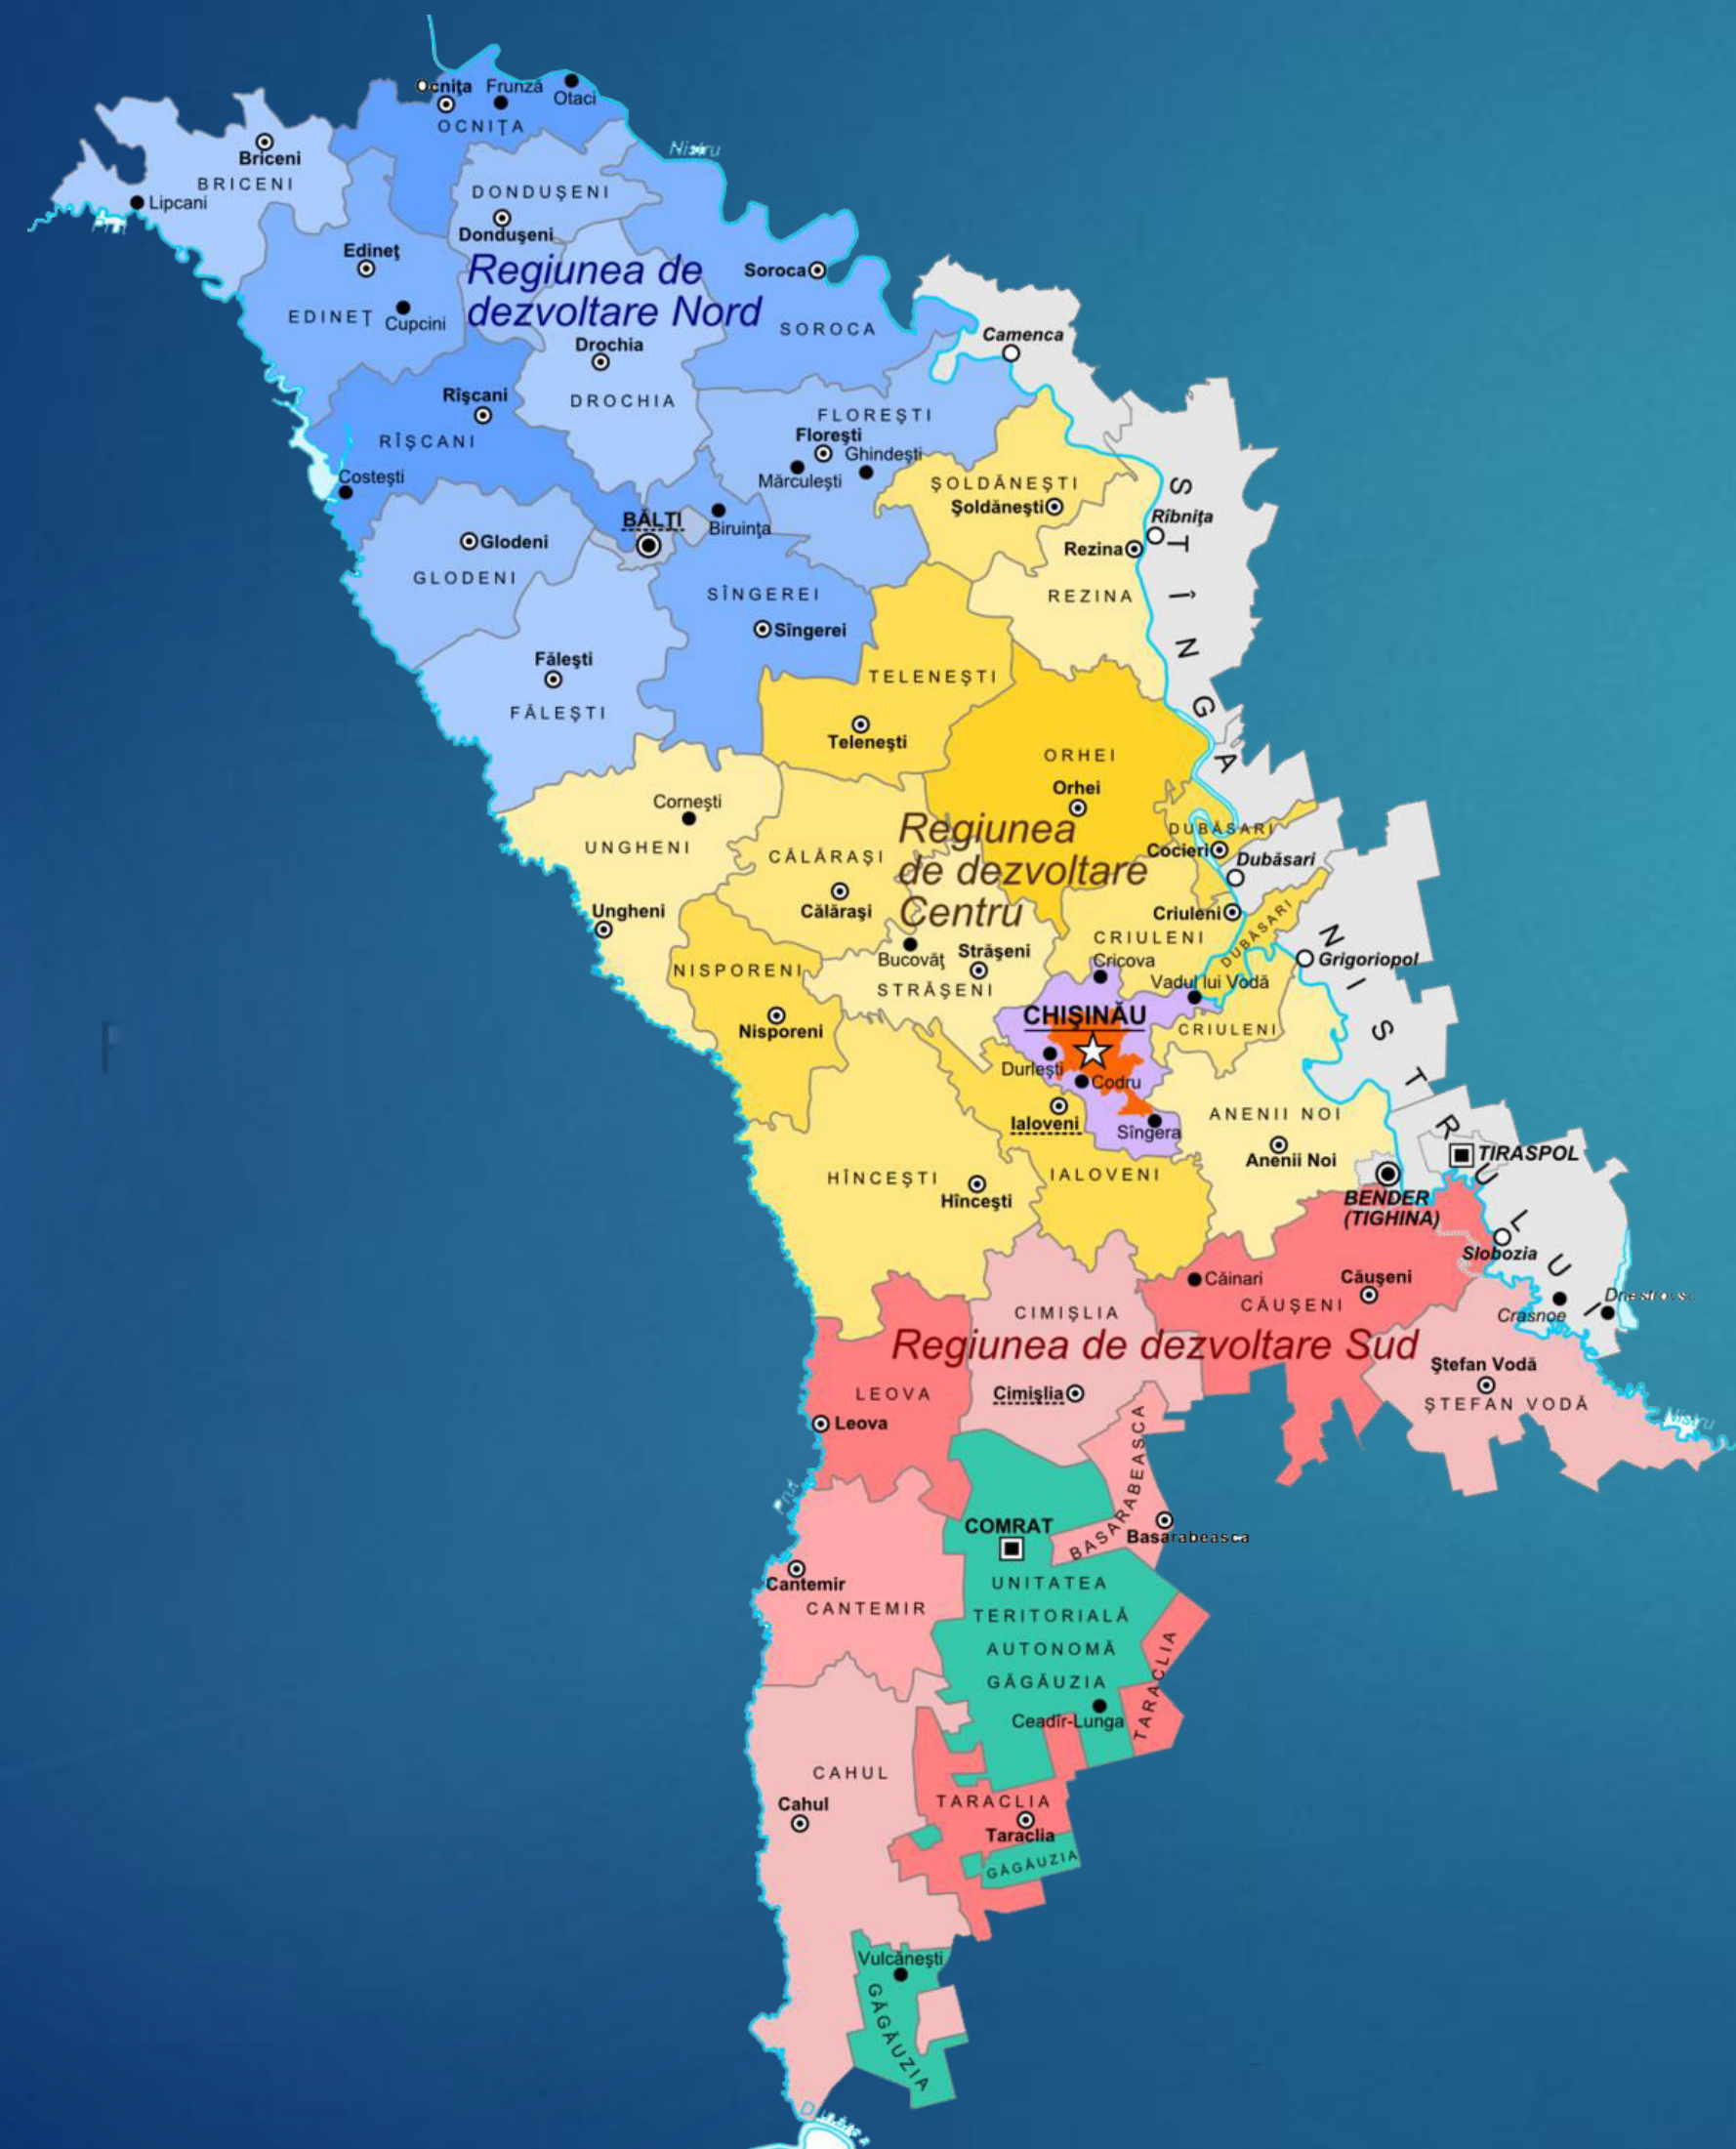 Ocnița
Frunză
Otaci
OCNIȚA
Briceni
BRICENI
Lipcani
Nistru
DONDUȘENI
Dondușeni
Edineț
EDINEȚ
Cupcini
Regiunea de
dezvoltare Nord
Soroca
SOROCA
Camenca
Drochia
DROCHIA
Rîșcani
RÎȘCANI
Costești
FLOREȘTI
Florești
Ghindești
Mărculești
ȘOLDĂNEȘTI
Șoldănești
Rîbnița
Rezina
REZINA
BĂLȚI
Biruința
Glodeni
GLODENI
SÎNGEREI
Sîngerei
Fălești
FĂLEȘTI
TELENEȘTI
Telenești
STÎNGA
NISTRULUI
ORHEI
Orhei
Cornești
UNGHENI
Ungheni
CĂLĂRAȘI
Călărași
Regiunea
de dezvoltare
Centru
DUBĂSARI
Cocieri
Dubăsari
Criuleni
CRIULENI
DUBĂSARI
Grigoriopol
NISPORENI
Nisporeni
Bucovăț
Strășeni
STRĂȘENI
Cricova
Vadul lui Vodă
CHIȘINĂU
CRIULENI
Durlești
Codru
Ialoveni
Sîngera
IALOVENI
ANENII NOI
Anenii Noi
TIRASPOL
BENDER
(TIGHINA)
HÎNCEȘTI
Hîncești
Slobozia
Căinari
Căușeni
CĂUȘENI
Crasnoe
CIMIȘLIA
Cimișlia
Regiunea de dezvoltare Sud
LEOVA
Leova
Ștefan Vodă
ȘTEFAN VODĂ
Nistru
BASARABEASCA
Basarabeasca
Prut
COMRAT
Cantemir
CANTEMIR
UNITATEA
TERITORIALĂ
AUTONOMĂ
GĂGĂUZIA
Ceadîr-Lunga
TARACLIA
CAHUL
Cahul
TARACLIA
Taraclia
GĂGĂUZIA
Vulcănești
GĂGĂUZIA